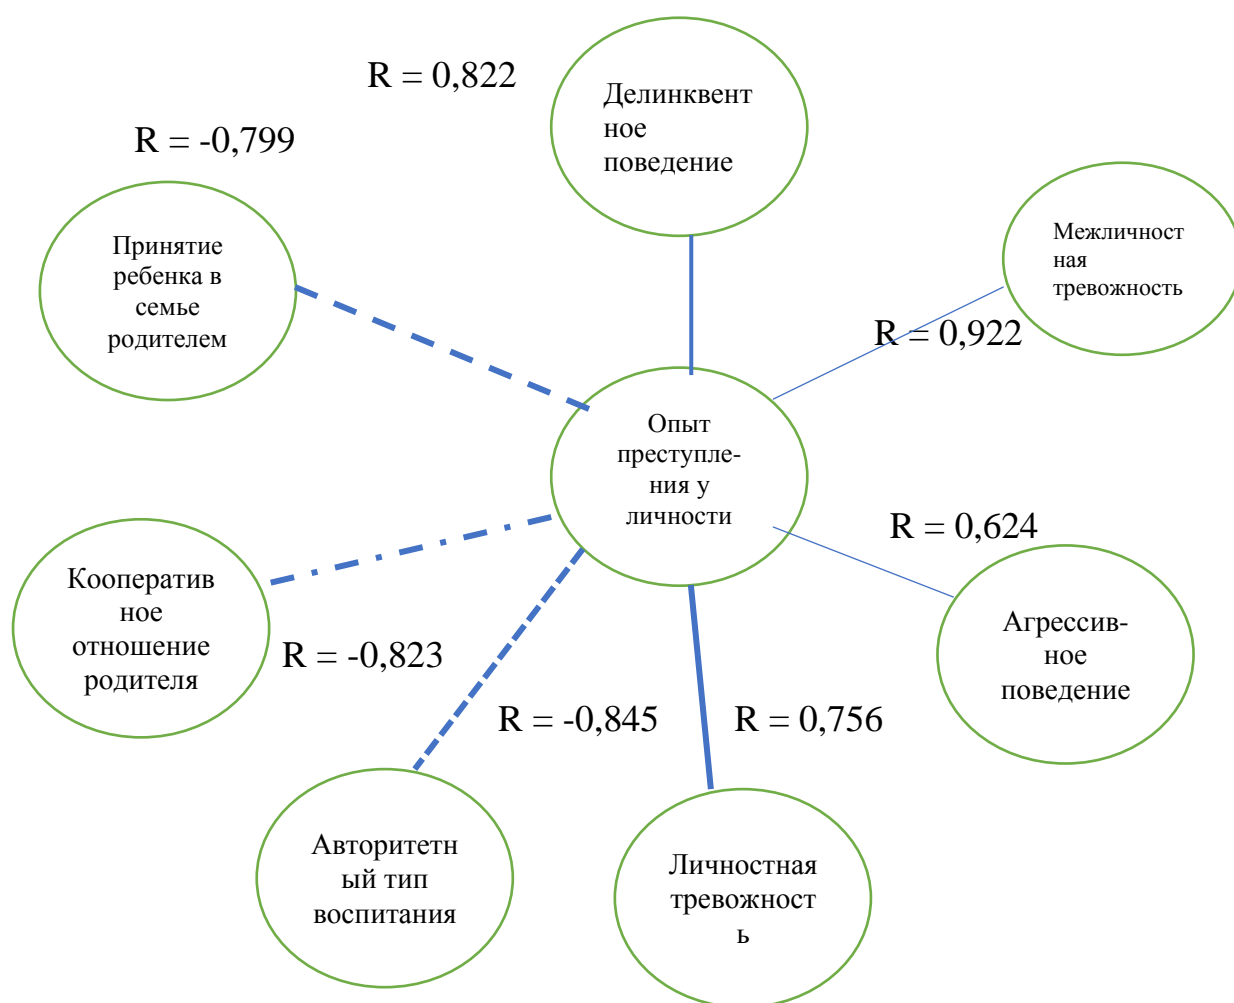 R = 0,822
Делинквент
ное
поведение
R = -0,799
Принятие
ребенка в
семье
родителем
Межличност
ная
тревожность
R = 0,922
Опыт
преступле-
ния у
личности
R = 0,624
Кооператив
ное
отношение
родителя
Агрессив-
ное
поведение
R = -0,823
R = -0,845
R = 0,756
Авторитетн
ый тип
воспитания
Личностная
тревожност
ь